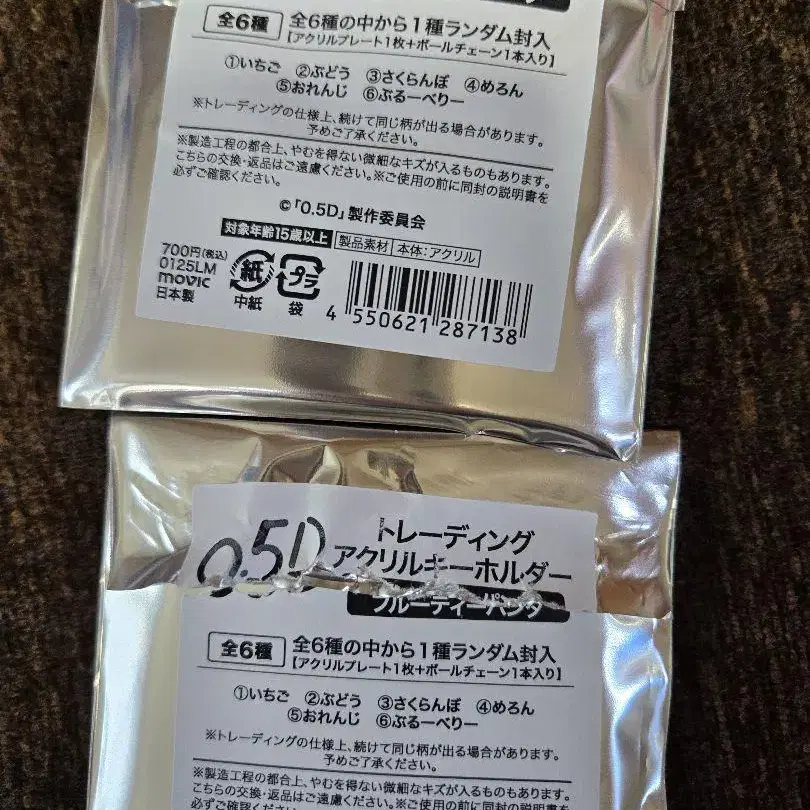 全6種
全6種の中から1種ランダム封入
【アクリルプレート1枚+ボールチェーン1本入り】
①いちご ②ぶどう ③さくらんぼ ④めろん
⑤おれんじ ⑥ぶるーべりー
※トレーディングの仕様上、続けて同じ柄が出る場合があります。
予めご了承ください。
※製造工程の都合上、やむを得ない微細なキズが入るものもあります。
こちらの交換・返品はご遠慮ください。※ご使用の前に同封の説明書を
必ずご確認ください。
©「0.5D」製作委員会
対象年齢15歳以上 製品素材 本体:アクリル
700円(税込)
0125LM
movic
日本製
紙
中紙
プラ
袋
4 550621 287138
0.5D
トレーディング
アクリルキーホルダー
フルーティーパンダ
全6種
全6種の中から1種ランダム封入
【アクリルプレート1枚+ボールチェーン1本入り】
①いちご ②ぶどう ③さくらんぼ ④めろん
⑤おれんじ ⑥ぶるーべりー
※トレーディングの仕様上、続けて同じ柄が出る場合があります。
予めご了承ください。
※製造工程の都合上、やむを得ない微細なキズが入るものもあります。
こちらの交換・返品はご遠慮ください。※ご使用の前に同封の説明書を
必ずご確認ください。